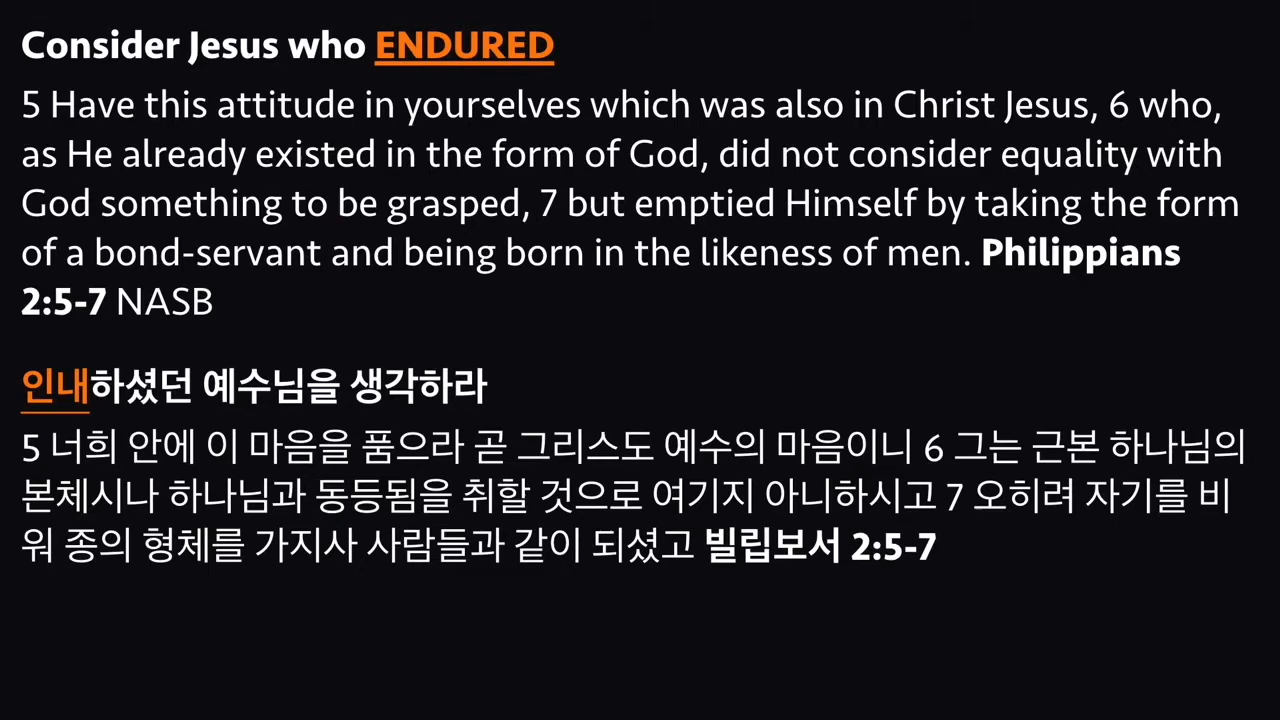 Consider Jesus who ENDURED
5 Have this attitude in yourselves which was also in Christ Jesus, 6 who,
as He already existed in the form of God, did not consider equality with
God something to be grasped, 7 but emptied Himself by taking the form
of a bond-servant and being born in the likeness of men. Philippians
2:5-7 NASB
인내하셨던 예수님을 생각하라
5 너희 안에 이 마음을 품으라 곧 그리스도 예수의 마음이니 6 그는 근본 하나님의
본체시나 하나님과 동등됨을 취할 것으로 여기지 아니하시고 7 오히려 자기를 비
워 종의 형체를 가지사 사람들과 같이 되셨고 빌립보서 2:5-7